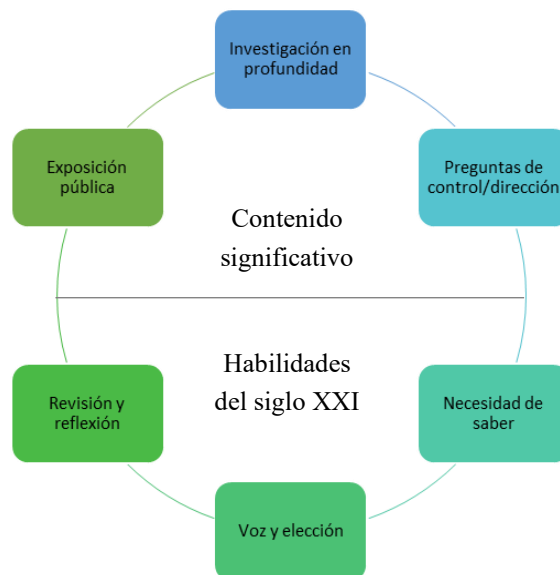 Investigación en
profundidad
Exposición
pública
Preguntas de
control/dirección
Contenido
significativo
Habilidades
del siglo XXI
Revisión y
reflexión
Necesidad de
saber
Voz y elección